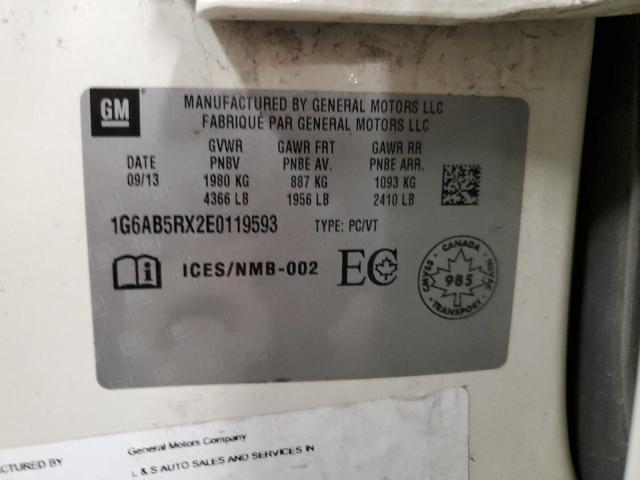 GM
MANUFACTURED BY GENERAL MOTORS LLC
FABRIQUÉ PAR GENERAL MOTORS LLC
GVWR GAWR FRT GAWR RR
DATE PNBV PNBE AV. PNBE ARR.
09/13 1980 KG 887 KG 1093 KG
4366 LB 1956 LB 2410 LB
1G6AB5RX2E0119593 TYPE: PC/VT
i ICES/NMB-002 EC
CANADA
CMVSS 985 NSVAC
TRANSPORT
General Motors Company
BY
L & S AUTO SALES AND SERVICES IN